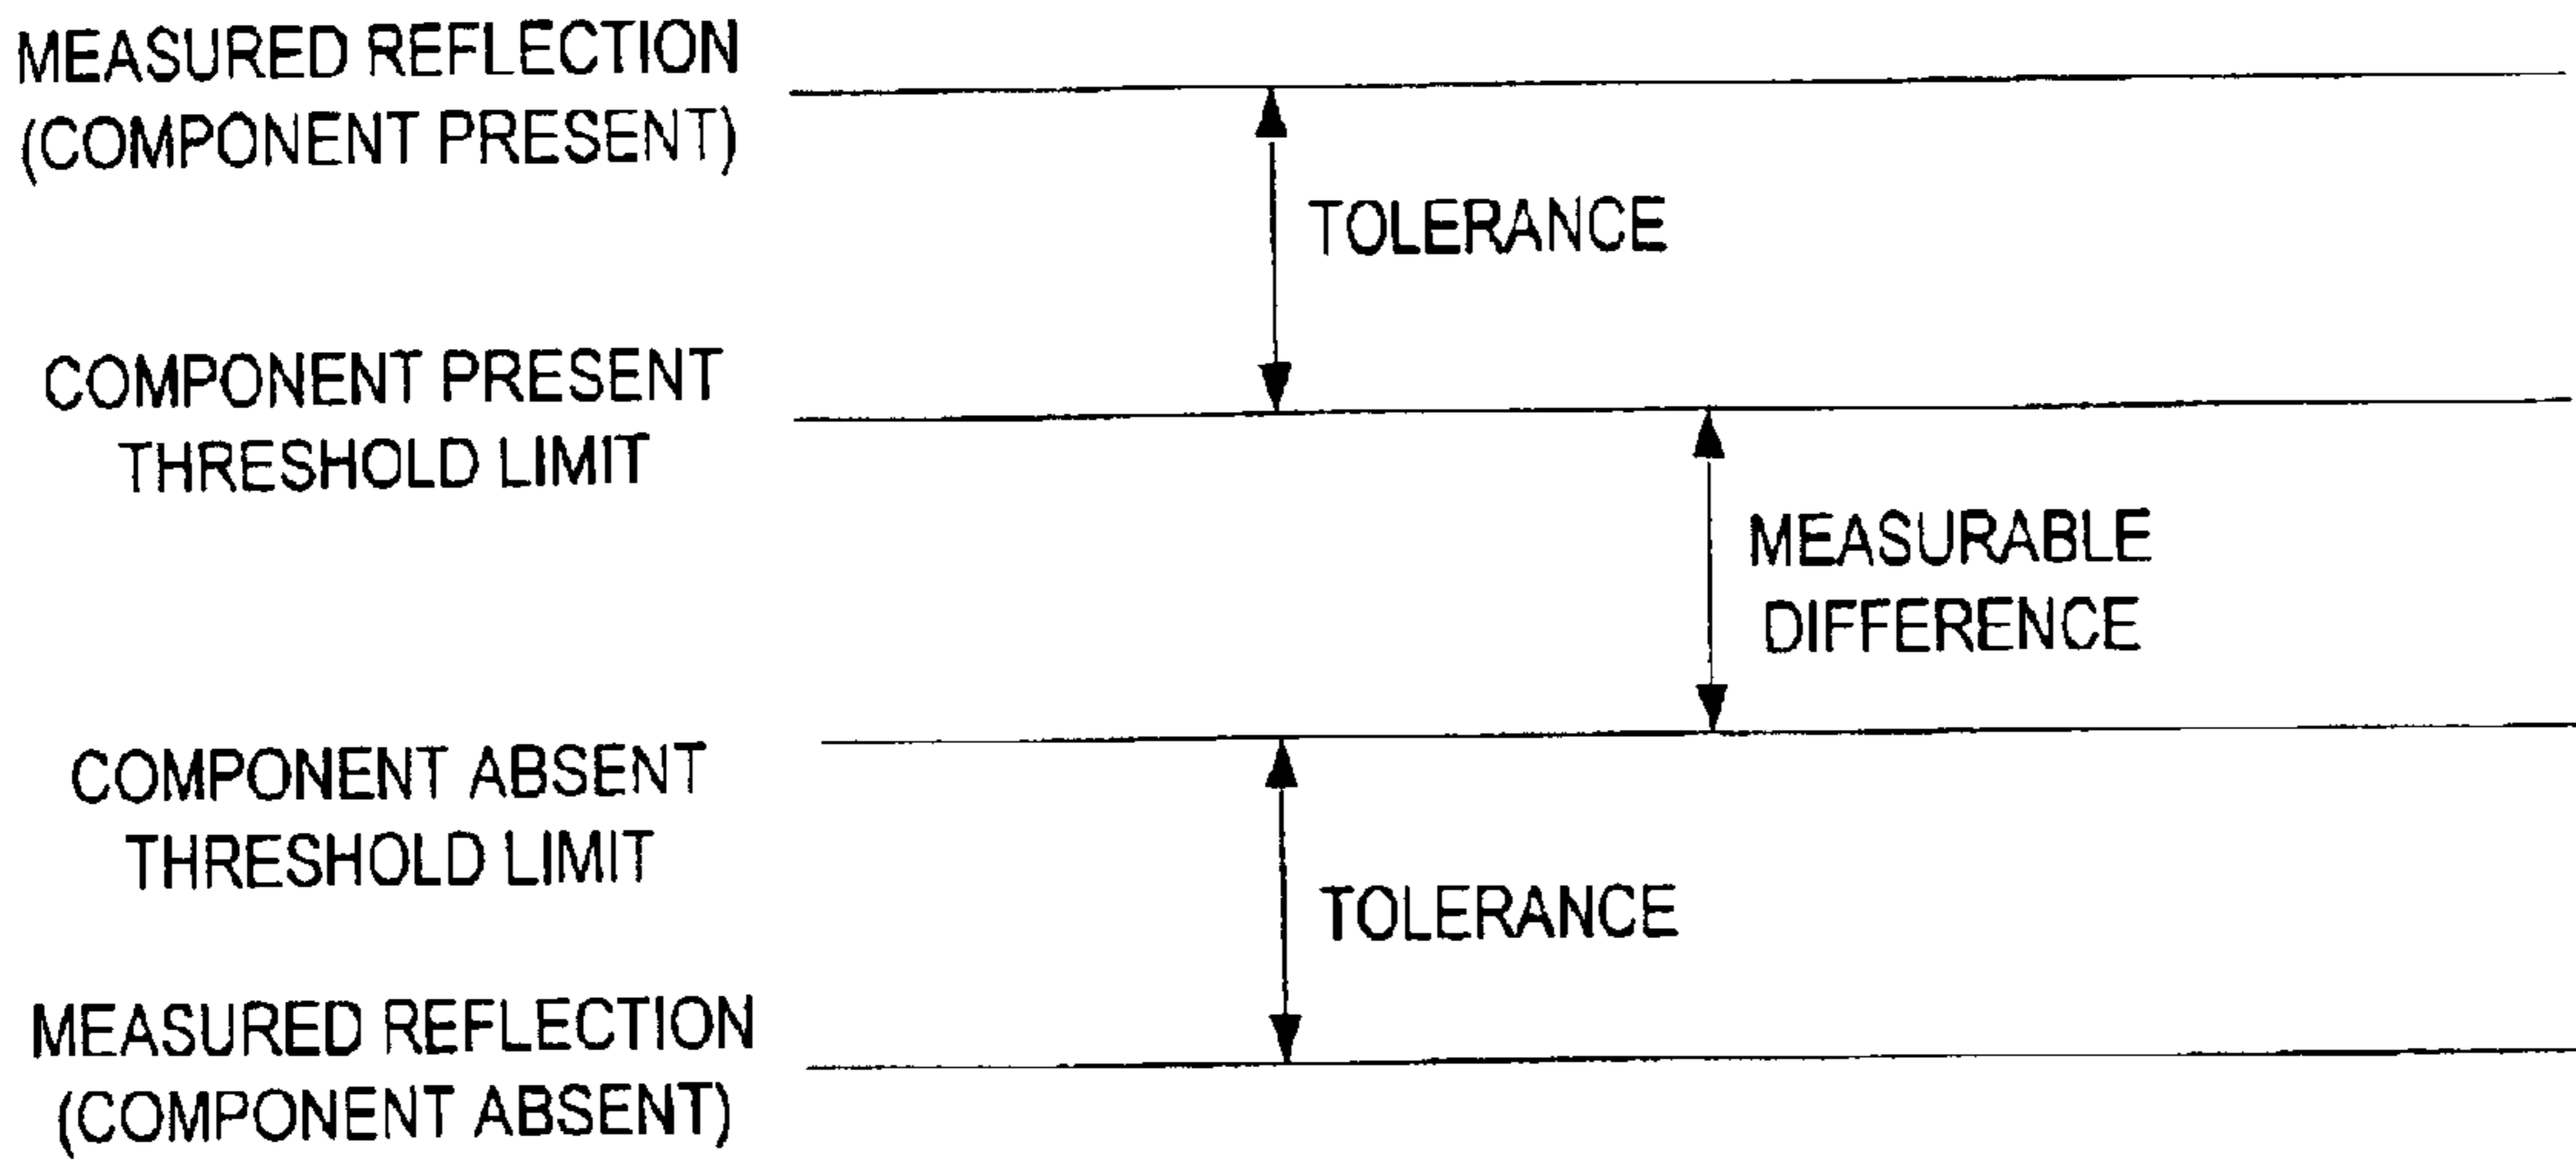 MEASURED REFLECTION
(COMPONENT PRESENT)
TOLERANCE
COMPONENT PRESENT
THRESHOLD LIMIT
MEASURABLE
DIFFERENCE
COMPONENT ABSENT
THRESHOLD LIMIT
TOLERANCE
MEASURED REFLECTION
(COMPONENT ABSENT)